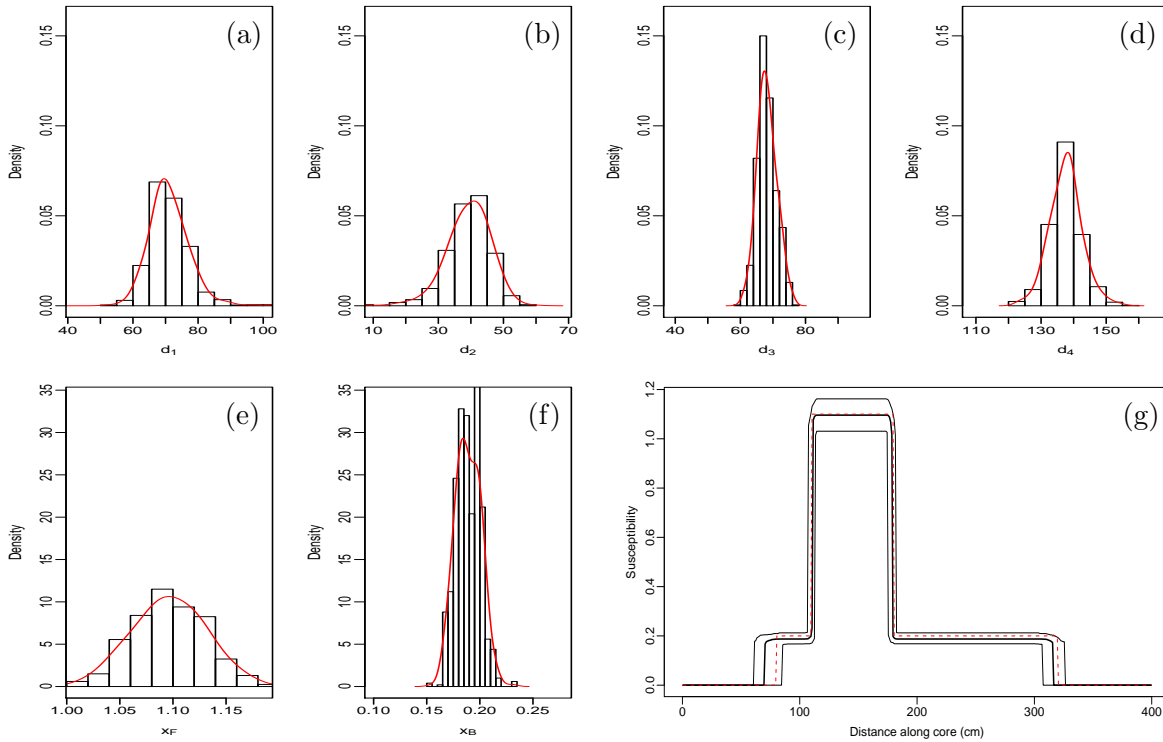 (a)
Density
0.00 0.05 0.10 0.15
40 60 80 100
d₁
(b)
Density
0.00 0.05 0.10 0.15
10 30 50 70
d₂
(c)
Density
0.00 0.05 0.10 0.15
40 60 80
d₃
(d)
Density
0.00 0.05 0.10 0.15
110 130 150
d₄
(e)
Density
0 5 10 15 20 25 30 35
1.00 1.05 1.10 1.15
x_F
(f)
Density
0 5 10 15 20 25 30 35
0.10 0.15 0.20 0.25
x_B
(g)
Susceptibility
0.0 0.2 0.4 0.6 0.8 1.0 1.2
0 100 200 300 400
Distance along core (cm)